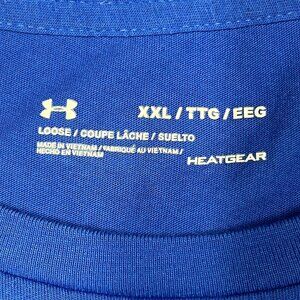 XXL / TTG / EEG
LOOSE / COUPE LÂCHE / SUELTO
MADE IN VIETNAM / FABRIQUÉ AU VIETNAM /
HECHO EN VIETNAM
HEATGEAR